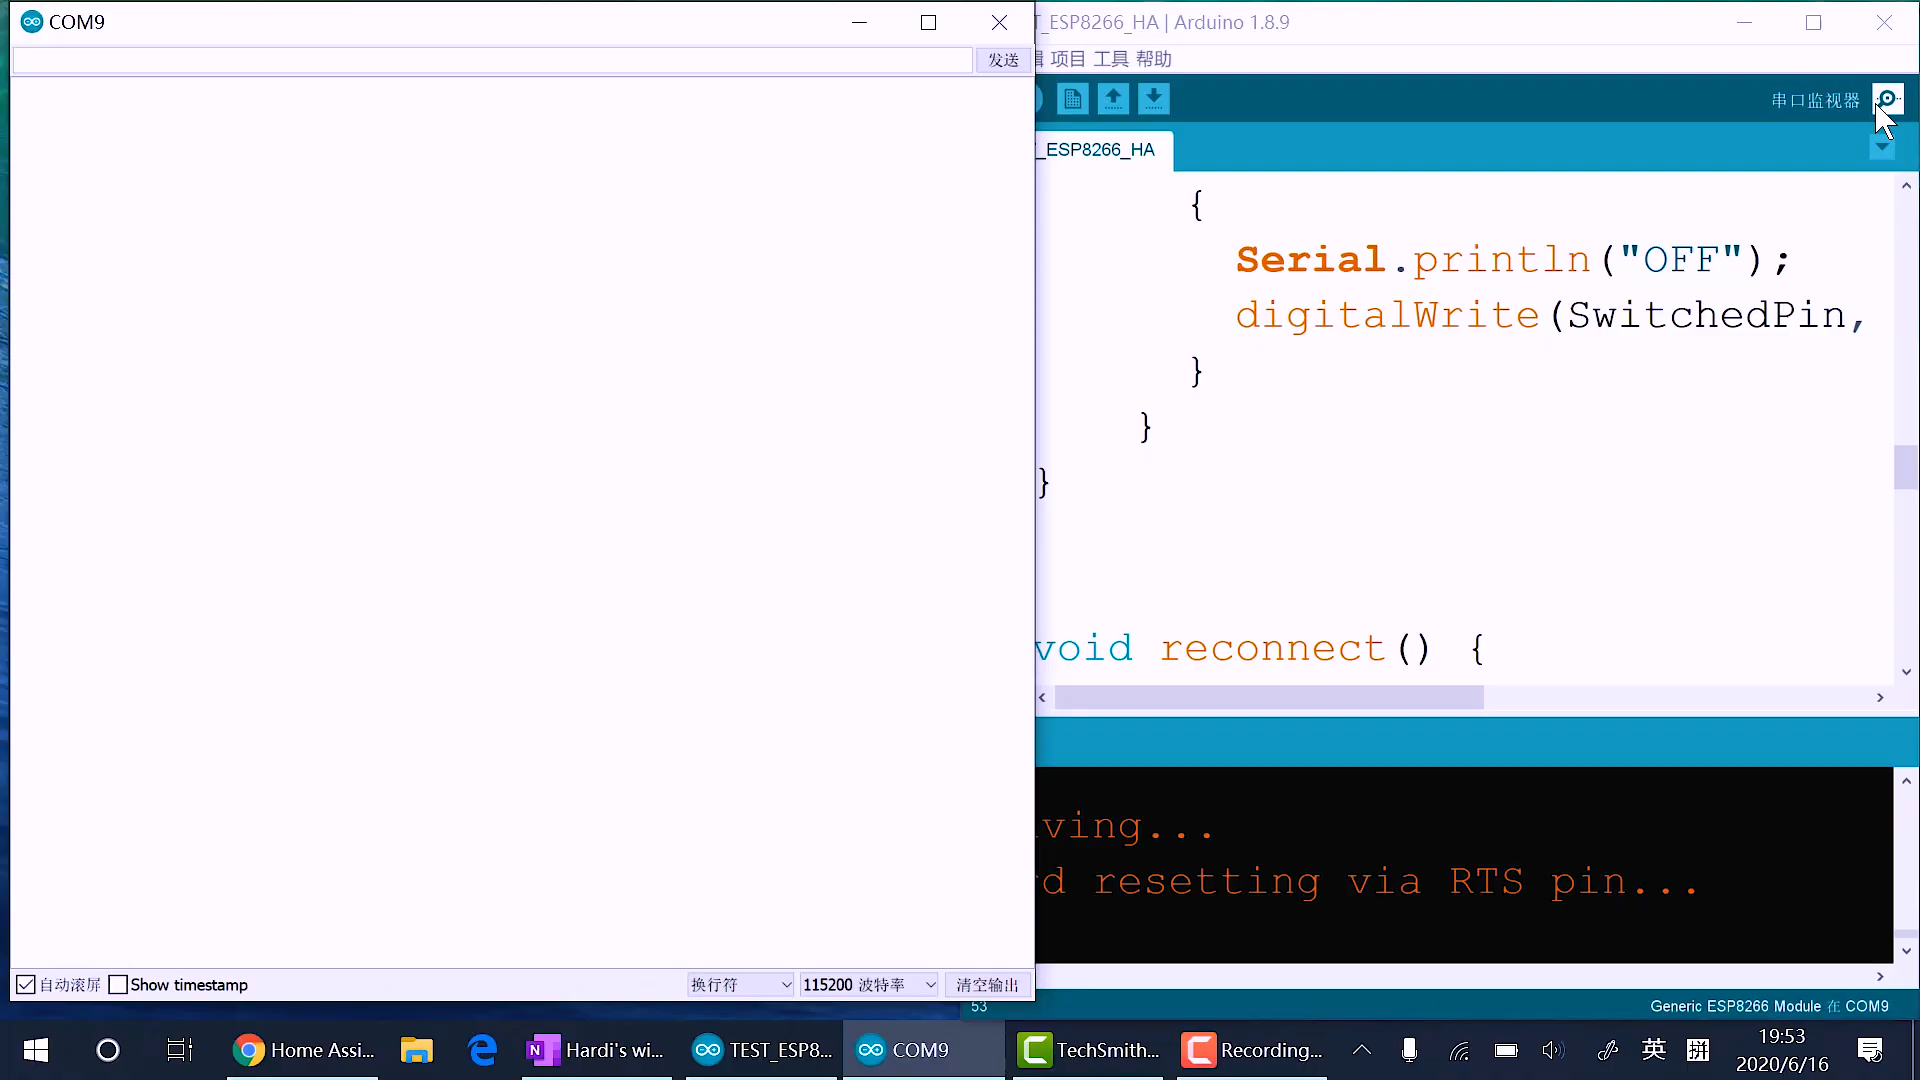 COM9
发送
自动滚屏
Show timestamp
换行符
115200 波特率
清空输出
_ESP8266_HA | Arduino 1.8.9
项目 工具 帮助
串口监视器
_ESP8266_HA
{
Serial.println("OFF");
digitalWrite(SwitchedPin,
}
}
}
void reconnect() {
ving...
d resetting via RTS pin...
53
Generic ESP8266 Module 在 COM9
Home Assi...
Hardi's wi...
TEST_ESP8...
COM9
TechSmith...
Recording...
英
拼
19:53
2020/6/16